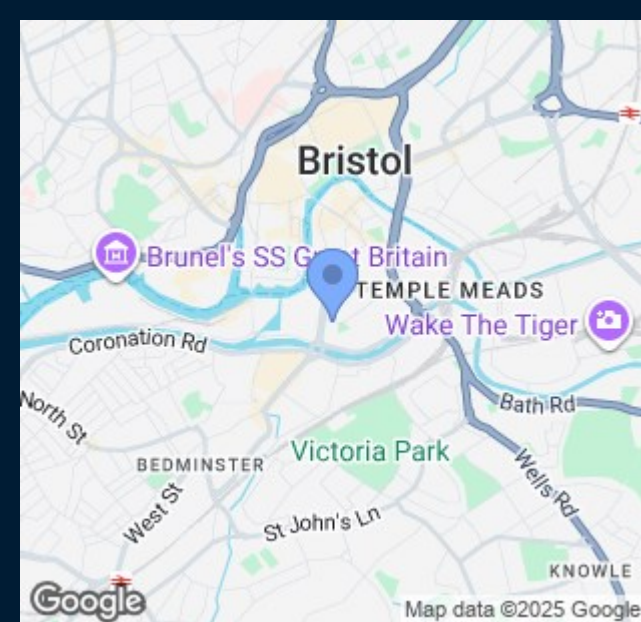 Bristol
Brunel's SS Great Britain
TEMPLE MEADS
Wake The Tiger
Coronation Rd
North St
Bath Rd
Victoria Park
BEDMINSTER
Wells Rd
West St
St John's Ln
KNOWLE
Google
Map data ©2025 Google